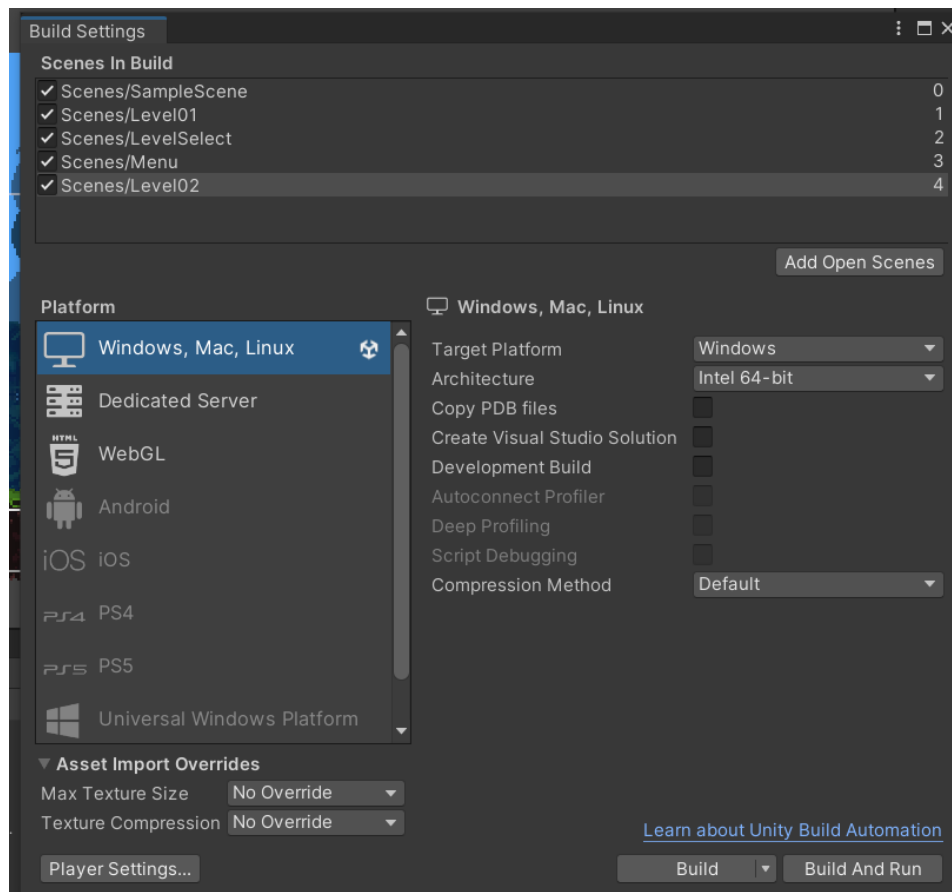 Build Settings
Scenes In Build
Scenes/SampleScene 0
Scenes/Level01 1
Scenes/LevelSelect 2
Scenes/Menu 3
Scenes/Level02 4
Add Open Scenes
Platform
Windows, Mac, Linux
Dedicated Server
HTML 5 WebGL
Android
iOS iOS
PS4 PS4
PS5 PS5
Universal Windows Platform
Windows, Mac, Linux
Target Platform Windows
Architecture Intel 64-bit
Copy PDB files
Create Visual Studio Solution
Development Build
Autoconnect Profiler
Deep Profiling
Script Debugging
Compression Method Default
Asset Import Overrides
Max Texture Size No Override
Texture Compression No Override
Learn about Unity Build Automation
Player Settings... Build Build And Run